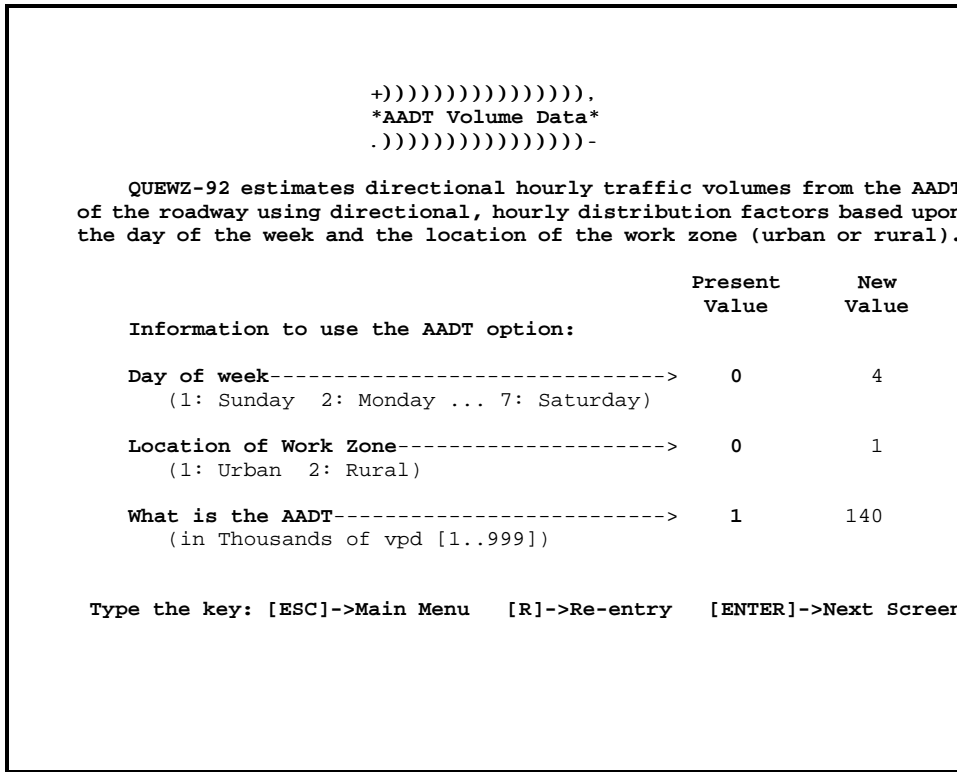 +))))))))))))))))),
*AADT Volume Data*
.)))))))))))))))))-
QUEWZ-92 estimates directional hourly traffic volumes from the AADT
of the roadway using directional, hourly distribution factors based upon
the day of the week and the location of the work zone (urban or rural).
Present New
Value Value
Information to use the AADT option:
Day of week-------------------------------> 0 4
(1: Sunday 2: Monday ... 7: Saturday)
Location of Work Zone---------------------> 0 1
(1: Urban 2: Rural)
What is the AADT--------------------------> 1 140
(in Thousands of vpd [1..999])
Type the key: [ESC]->Main Menu [R]->Re-entry [ENTER]->Next Screen